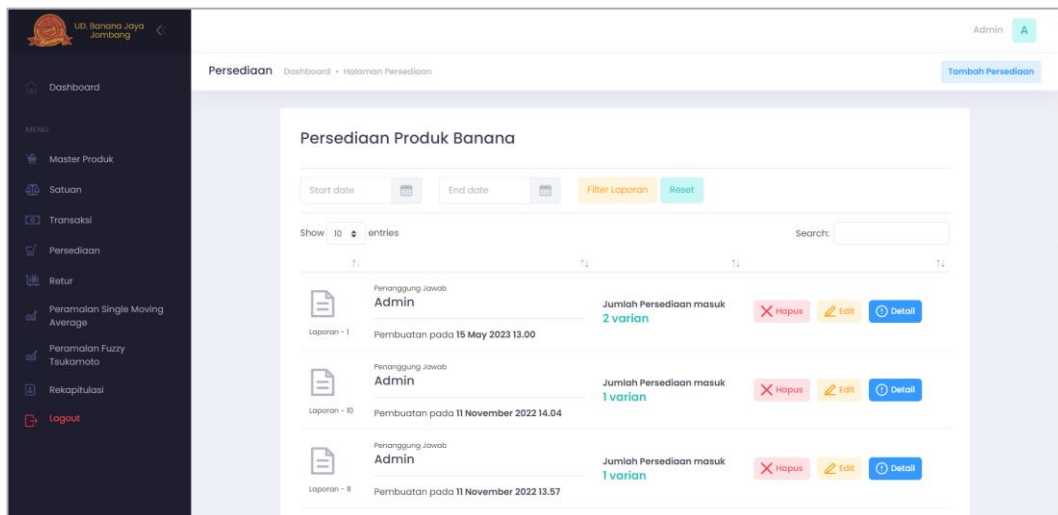 UD. Banana Jaya
Jombang
Admin A
Persediaan Dashboard • Halaman Persediaan Tambah Persediaan
Dashboard
MENU
Master Produk
Satuan
Transaksi
Persediaan
Retur
Peramalan Single Moving
Average
Peramalan Fuzzy
Tsukamoto
Rekapitulasi
Logout
Persediaan Produk Banana
Start date End date Filter Laporan Reset
Show 10 entries Search:
Penanggung Jawab
Admin
Jumlah Persediaan masuk
2 varian
Hapus Edit Detail
Laporan - 1
Pembuatan pada 15 May 2023 13.00
Penanggung Jawab
Admin
Jumlah Persediaan masuk
1 varian
Hapus Edit Detail
Laporan - 10
Pembuatan pada 11 November 2022 14.04
Penanggung Jawab
Admin
Jumlah Persediaan masuk
1 varian
Hapus Edit Detail
Laporan - 11
Pembuatan pada 11 November 2022 13.57